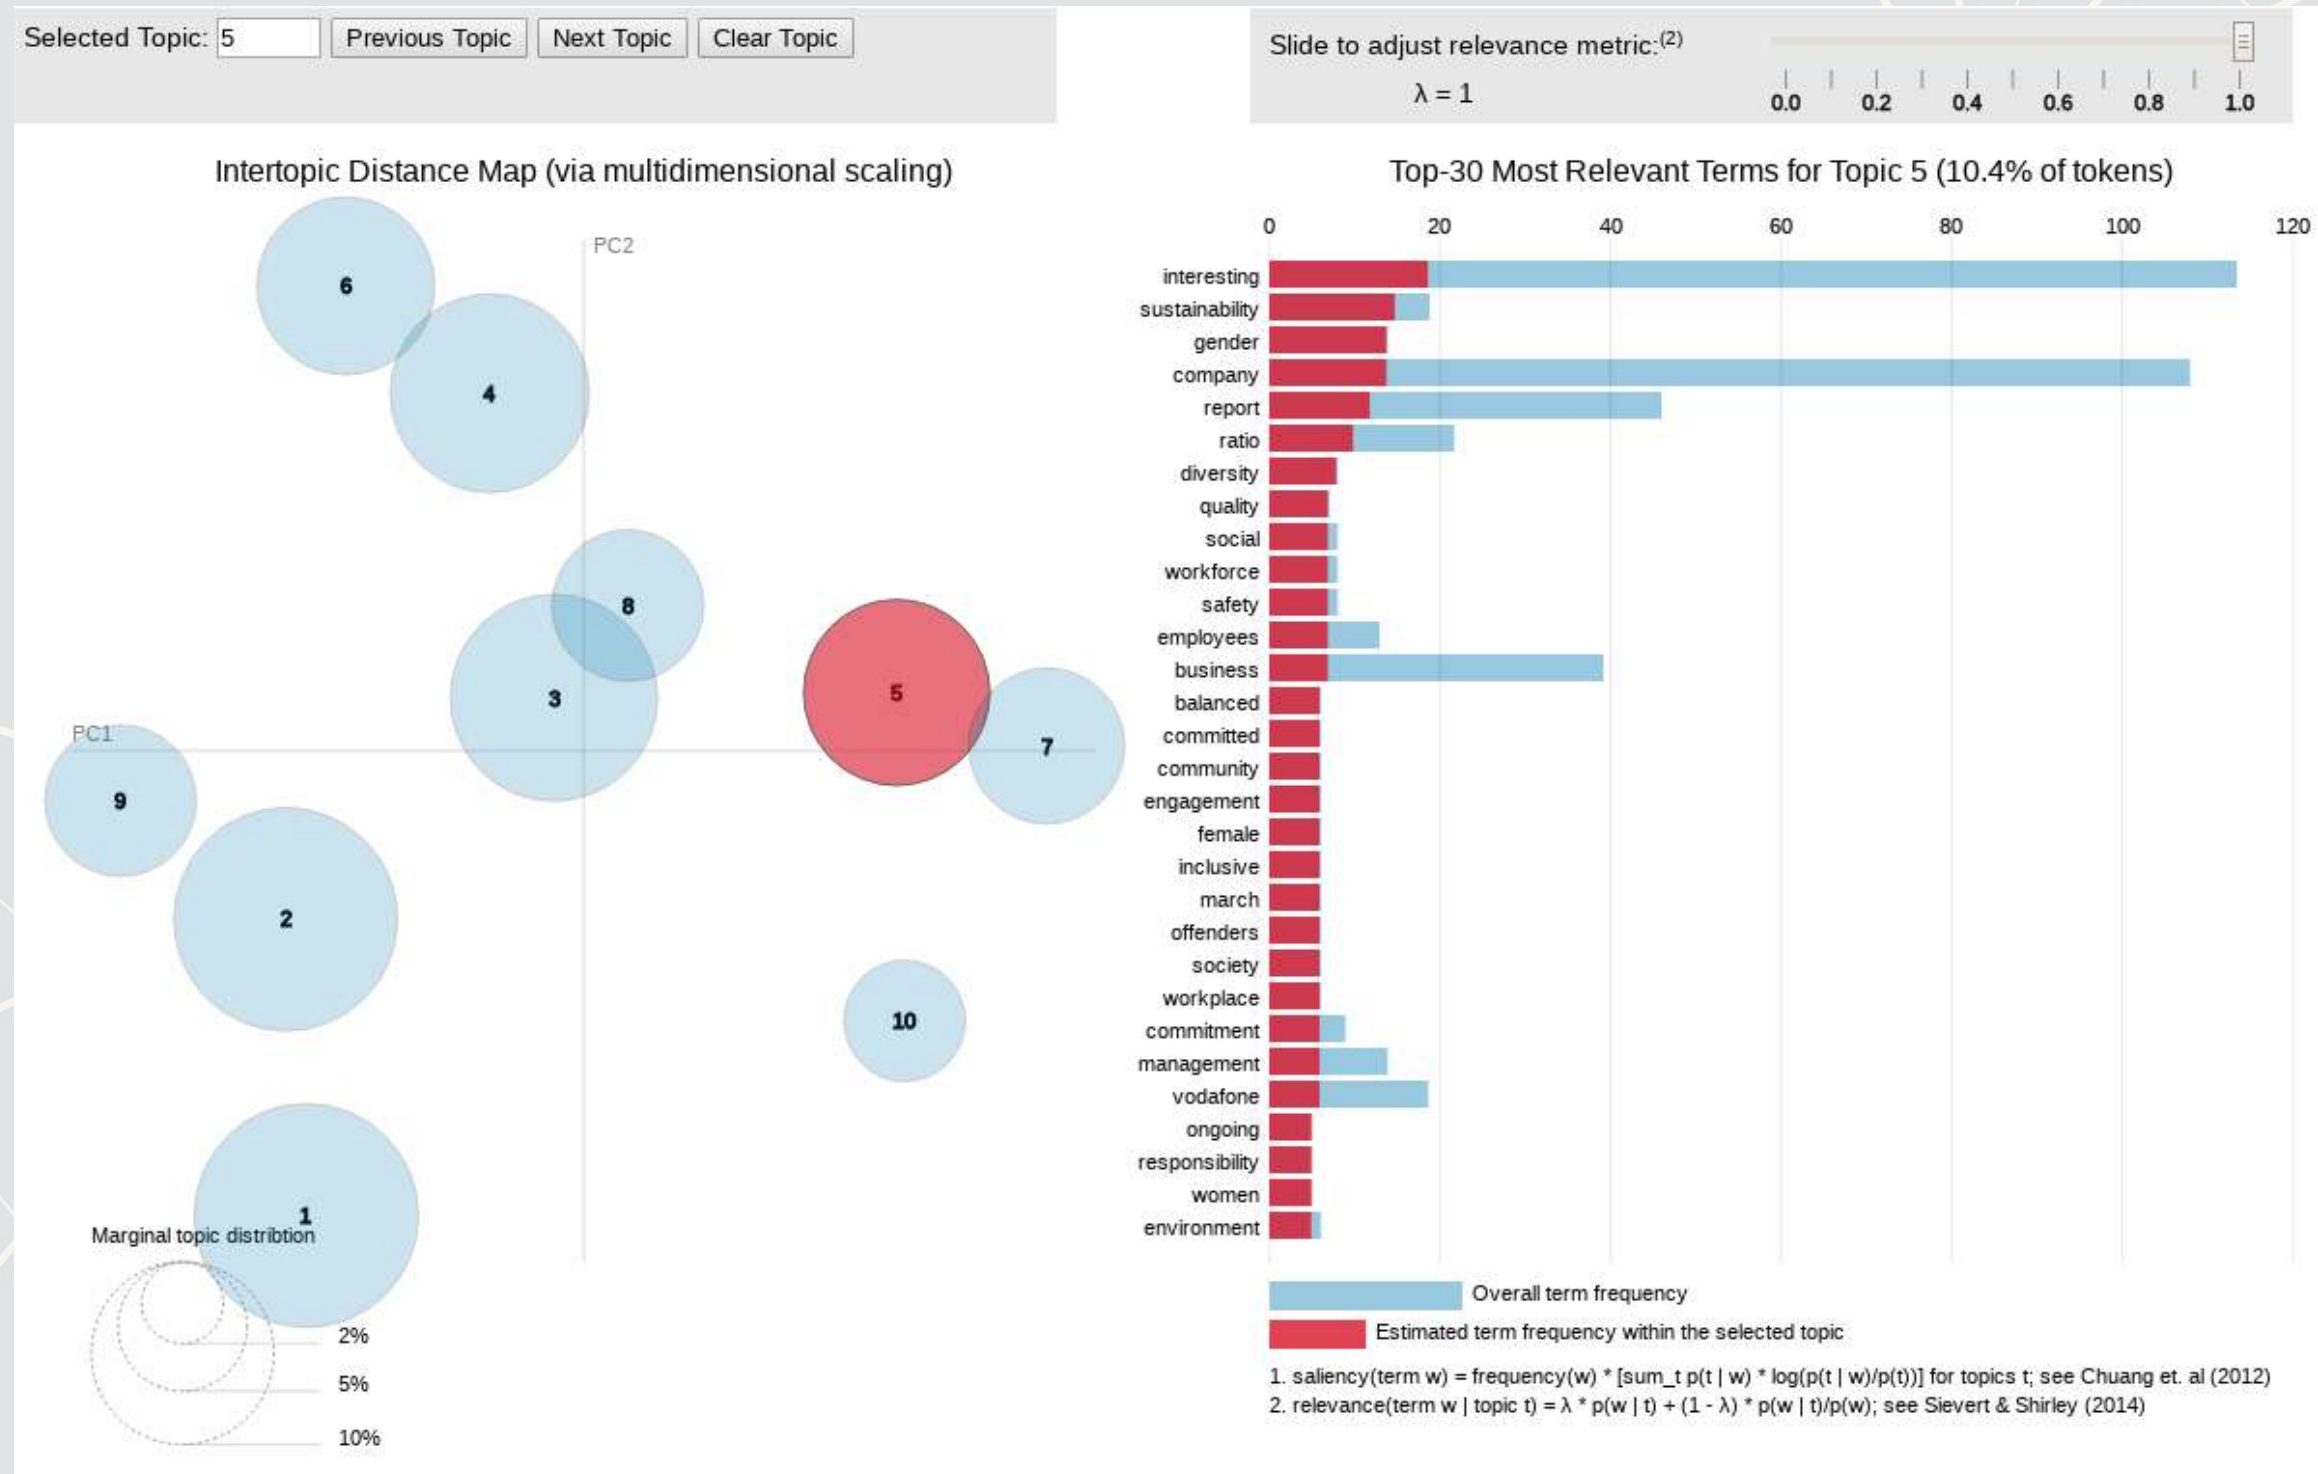 Selected Topic: 5 Previous Topic Next Topic Clear Topic
Slide to adjust relevance metric:(2)
λ = 1
0.0 0.2 0.4 0.6 0.8 1.0
Intertopic Distance Map (via multidimensional scaling)
PC2
6
4
8
3
5
7
PC1
9
2
10
1
Marginal topic distribtion
2%
5%
10%
Top-30 Most Relevant Terms for Topic 5 (10.4% of tokens)
0 20 40 60 80 100 120
interesting
sustainability
gender
company
report
ratio
diversity
quality
social
workforce
safety
employees
business
balanced
committed
community
engagement
female
inclusive
march
offenders
society
workplace
commitment
management
vodafone
ongoing
responsibility
women
environment
Overall term frequency
Estimated term frequency within the selected topic
1. saliency(term w) = frequency(w) * [sum_t p(t | w) * log(p(t | w)/p(t))] for topics t; see Chuang et. al (2012)
2. relevance(term w | topic t) = λ * p(w | t) + (1 - λ) * p(w | t)/p(w); see Sievert & Shirley (2014)